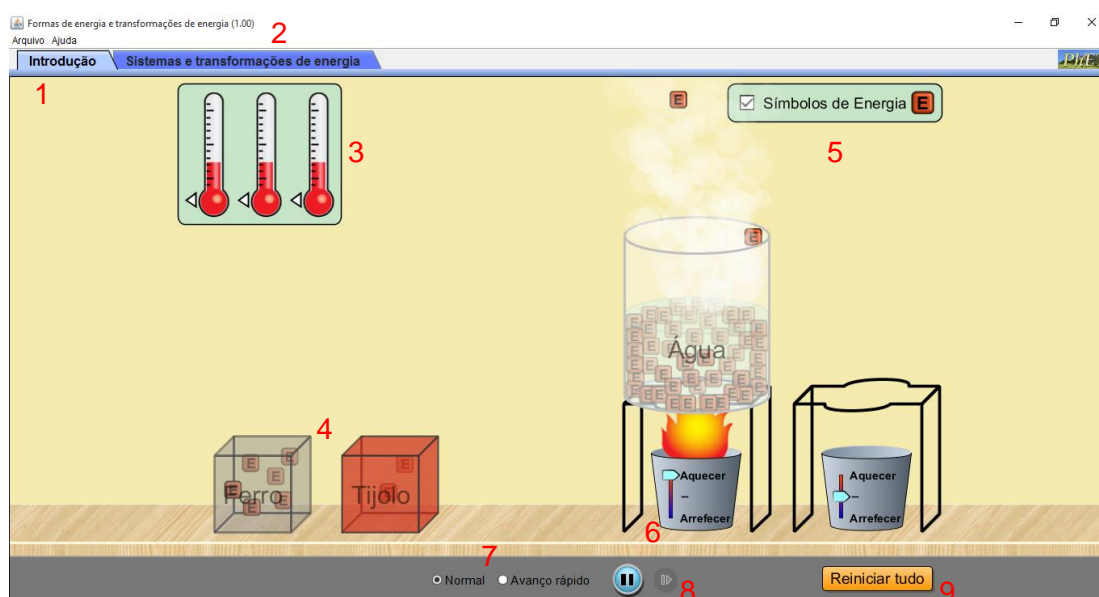 Formas de energia e transformações de energia (1.00)
2
Arquivo Ajuda
Introdução
Sistemas e transformações de energia
PhET
1
3
E
Símbolos de Energia E
5
E
Água
4
Ferro
Tijolo
Aquecer
Arrefecer
Aquecer
Arrefecer
6
7
Normal
Avanço rápido
8
Reiniciar tudo
9